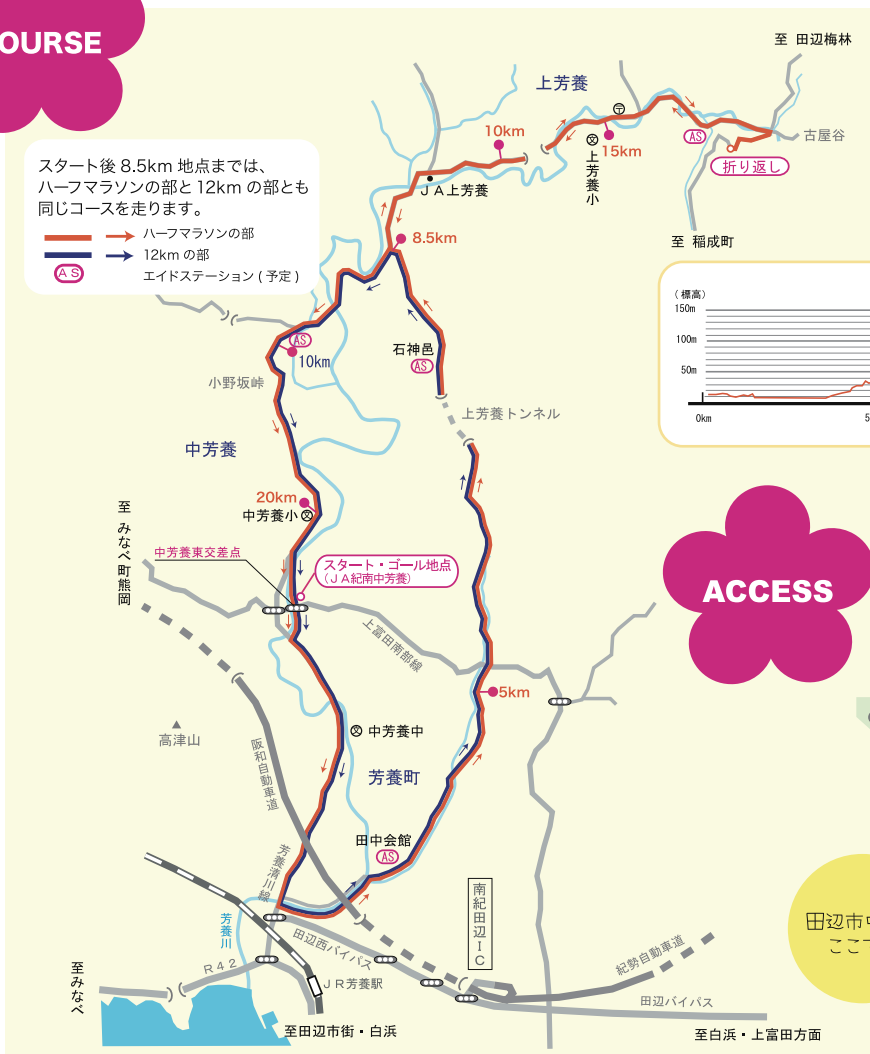 OURSE
スタート後 8.5km 地点までは、
ハーフマラソンの部と 12km の部とも
同じコースを走ります。
ハーフマラソンの部
12km の部
AS
エイドステーション ( 予定 )
至 田辺梅林
上芳養
10km
15km
文
上芳養小
AS
古屋谷
折り返し
JA上芳養
至 稲成町
8.5km
(標高)
150m
100m
50m
0km
5
AS
10km
石神邑
AS
小野坂峠
上芳養トンネル
中芳養
20km
中芳養小
文
至 みなべ町熊岡
中芳養東交差点
スタート・ゴール地点
(JA紀南中芳養)
ACCESS
上富田南部線
5km
文
中芳養中
高津山
阪和自動車道
芳養町
田中会館
AS
芳養清川線
南紀田辺IC
田辺市中
ここで
芳養川
田辺西バイパス
紀勢自動車道
至みなべ
R42
JR芳養駅
田辺バイパス
至田辺市街・白浜
至白浜・上富田方面